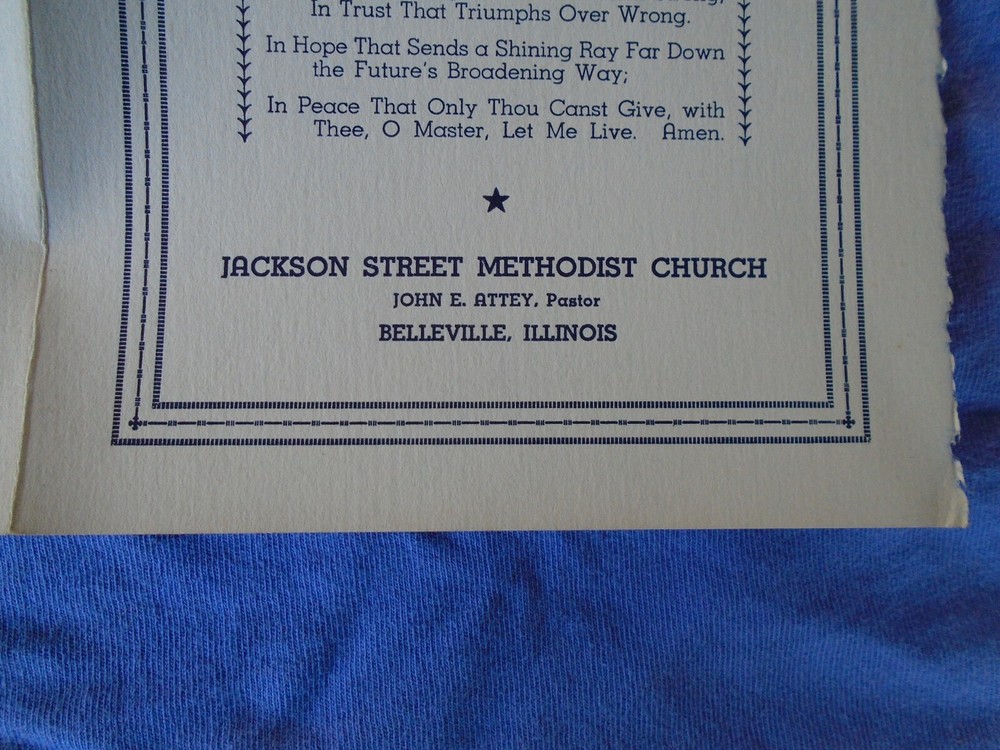 In Trust That Triumphs Over Wrong.
In Hope That Sends a Shining Ray Far Down
the Future's Broadening Way;
In Peace That Only Thou Canst Give, with
Thee, O Master, Let Me Live. Amen.
JACKSON STREET METHODIST CHURCH
JOHN E. ATTEY, Pastor
BELLEVILLE, ILLINOIS